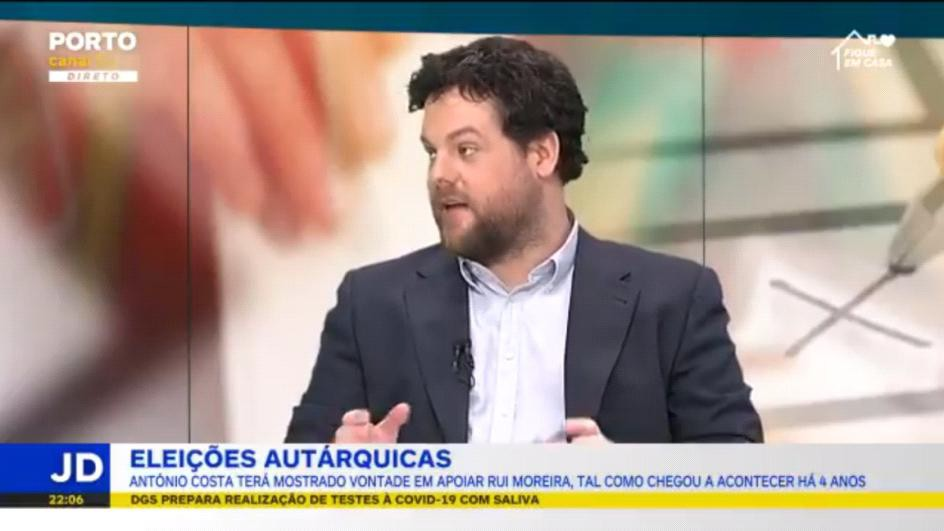 PORTO
canal
DIRETO
FIQUE
EM CASA
JD
ELEIÇÕES AUTÁRQUICAS
ANTÓNIO COSTA TERÁ MOSTRADO VONTADE EM APOIAR RUI MOREIRA, TAL COMO CHEGOU A ACONTECER HÁ 4 ANOS
22:06
DGS PREPARA REALIZAÇÃO DE TESTES À COVID-19 COM SALIVA